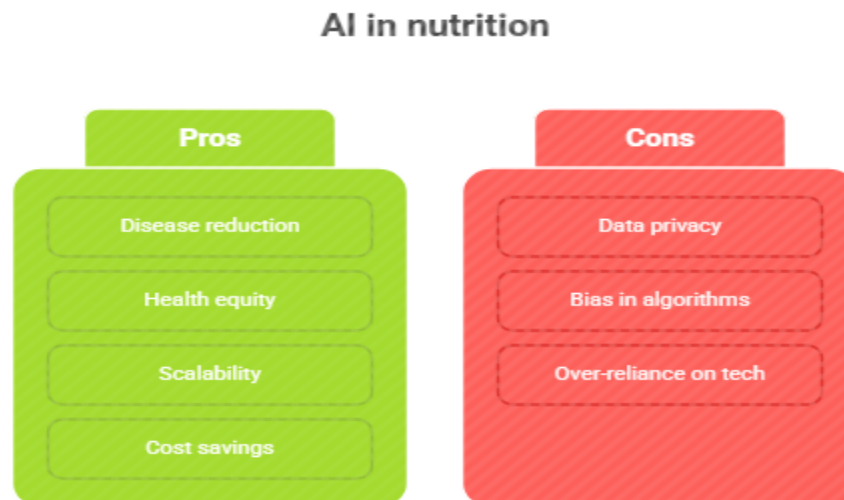 AI in nutrition
Pros
Disease reduction
Health equity
Scalability
Cost savings
Cons
Data privacy
Bias in algorithms
Over-reliance on tech